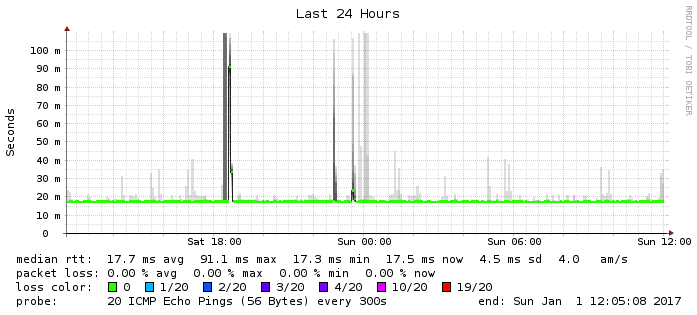 Last 24 Hours
RRDTOOL / TOBI OETIKER
Seconds
100 m
90 m
80 m
70 m
60 m
50 m
40 m
30 m
20 m
10 m
0
Sat 18:00 Sun 00:00 Sun 06:00 Sun 12:00
median rtt: 17.7 ms avg 91.1 ms max 17.3 ms min 17.5 ms now 4.5 ms sd 4.0 am/s
packet loss: 0.00 % avg 0.00 % max 0.00 % min 0.00 % now
loss color: 0 1/20 2/20 3/20 4/20 10/20 19/20
probe: 20 ICMP Echo Pings (56 Bytes) every 300s end: Sun Jan 1 12:05:08 2017